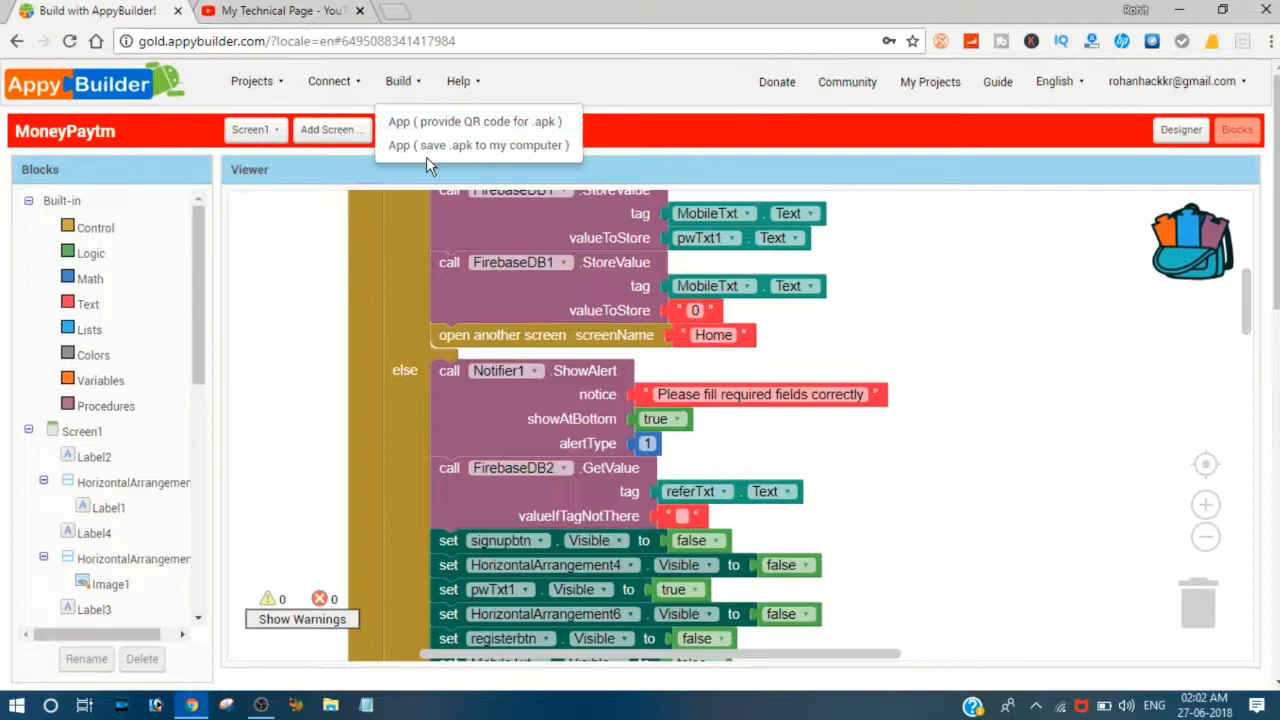 Build with AppyBuilder!
My Technical Page - YouT
Rohit
gold.appybuilder.com/?locale=en#6495088341417984
Appy Builder
Projects
Connect
Build
Help
Donate
Community
My Projects
Guide
English
rohanhackkr@gmail.com
App ( provide QR code for .apk )
App ( save .apk to my computer )
MoneyPaytm
Screen1
Add Screen ...
Designer
Blocks
Blocks
Viewer
Built-in
Control
Logic
Math
Text
Lists
Colors
Variables
Procedures
Screen1
Label2
HorizontalArrangemer
Label1
Label4
HorizontalArrangemer
Image1
Label3
Rename
Delete
call FirebaseDB1 .StoreValue
tag MobileTxt . Text
valueToStore pwTxt1 . Text
call FirebaseDB1 .StoreValue
tag MobileTxt . Text
valueToStore " 0 "
open another screen screenName " Home "
else call Notifier1 .ShowAlert
notice " Please fill required fields correctly "
showAtBottom true
alertType 1
call FirebaseDB2 .GetValue
tag referTxt . Text
valueIfTagNotThere " "
set signupbtn . Visible to false
set HorizontalArrangement4 . Visible to false
set pwTxt1 . Visible to true
set HorizontalArrangement6 . Visible to false
set registerbtn . Visible to false
0 0
Show Warnings
ENG
02:02 AM
27-06-2018